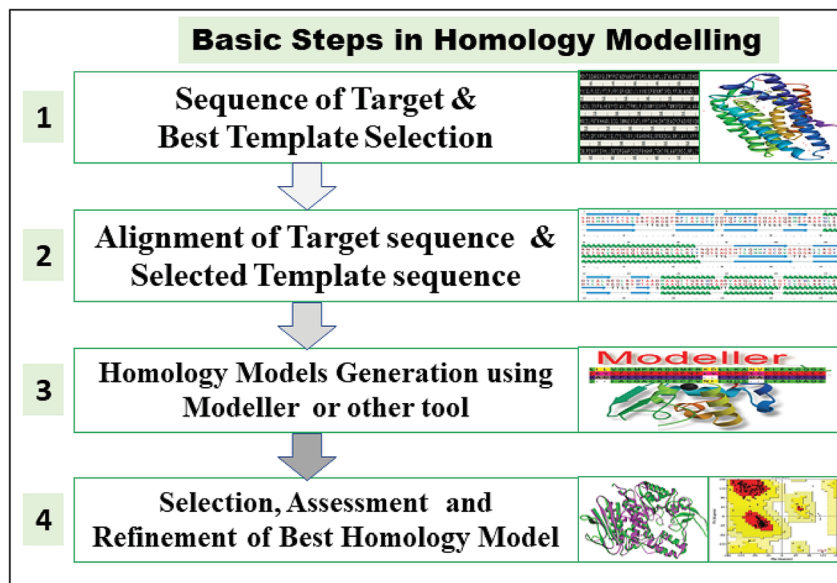 Basic Steps in Homology Modelling
1
Sequence of Target &
Best Template Selection
2
Alignment of Target sequence &
Selected Template sequence
3
Homology Models Generation using
Modeller or other tool
Modeller
4
Selection, Assessment and
Refinement of Best Homology Model